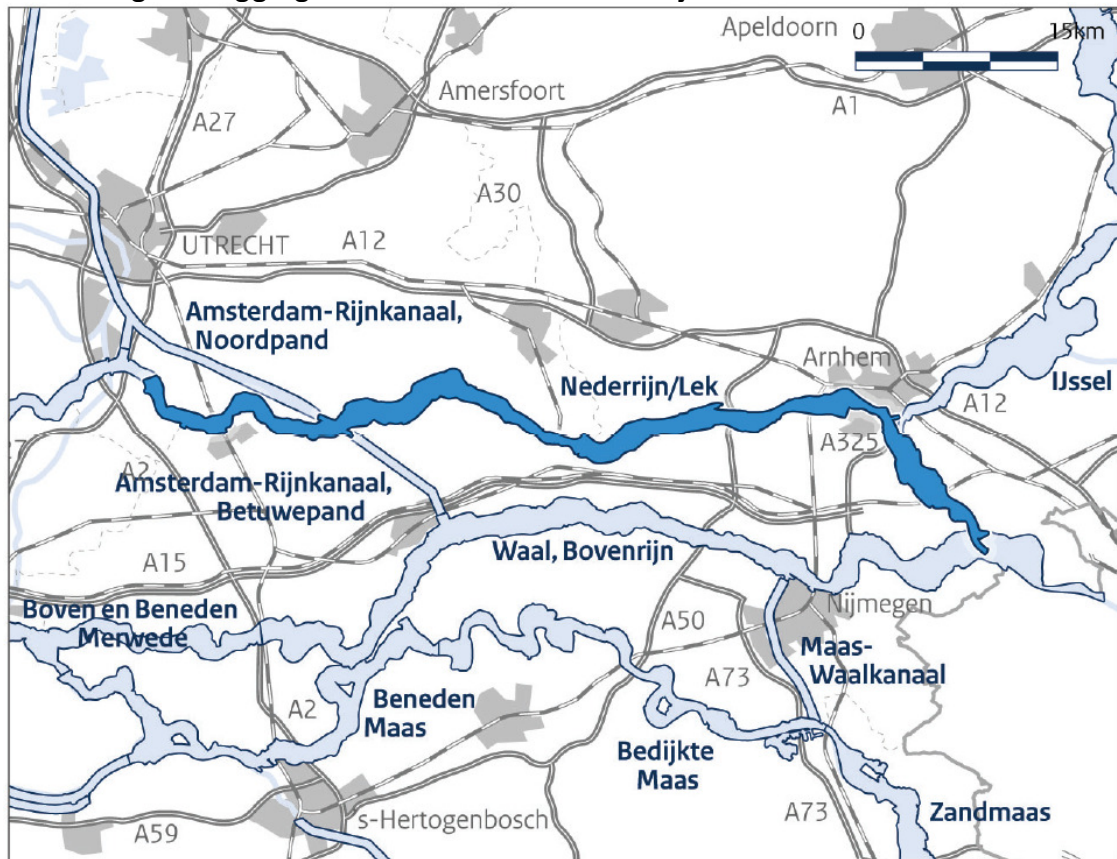 Apeldoorn
0 15km
Amersfoort
A1
A27
A30
UTRECHT
A12
Amsterdam-Rijnkanaal,
Noordpand
Arnhem
Nederrijn/Lek
IJssel
A12
A325
A2
Amsterdam-Rijnkanaal,
Betuwepand
Waal, Bovenrijn
A15
Boven en Beneden
Merwede
Nijmegen
A50
Maas-
Waalkanaal
A73
Beneden
Maas
A2
Bedijkte
Maas
Zandmaas
s-Hertogenbosch
A59
A73